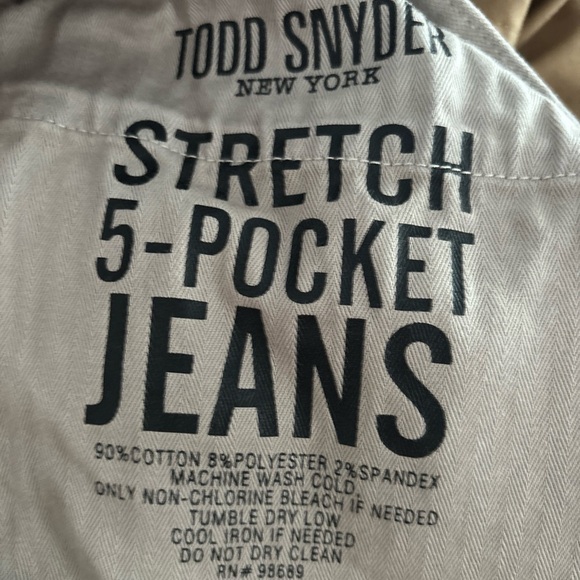 TODD SNYDER
NEW YORK
STRETCH
5-POCKET
JEANS
90%COTTON 8%POLYESTER 2%SPANDEX
MACHINE WASH COLD,
ONLY NON-CHLORINE BLEACH IF NEEDED
TUMBLE DRY LOW
COOL IRON IF NEEDED
DO NOT DRY CLEAN
RN# 98689